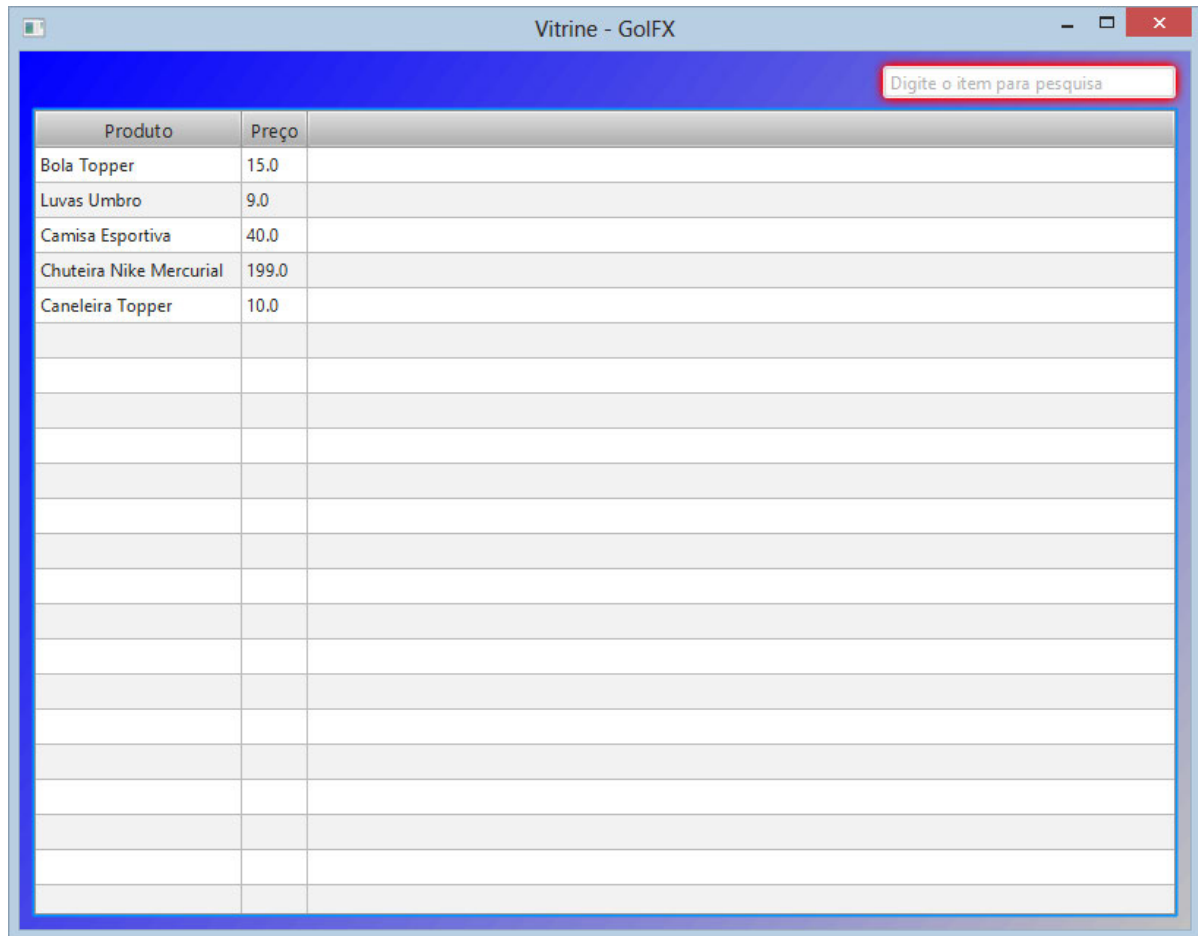 Vitrine - GolFX
Digite o item para pesquisa
Produto Preço
Bola Topper 15.0
Luvas Umbro 9.0
Camisa Esportiva 40.0
Chuteira Nike Mercurial 199.0
Caneleira Topper 10.0